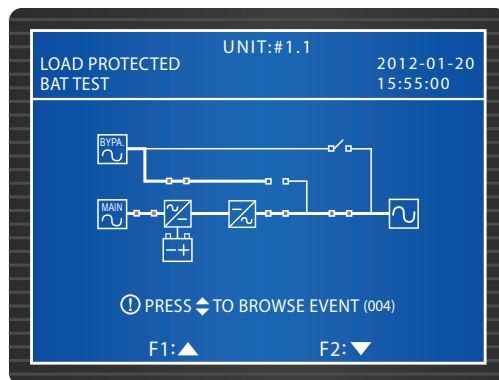 UNIT:#1.1
LOAD PROTECTED
2012-01-20
BAT TEST
15:55:00
BYPA.
MAIN
PRESS TO BROWSE EVENT (004)
F1:
F2: